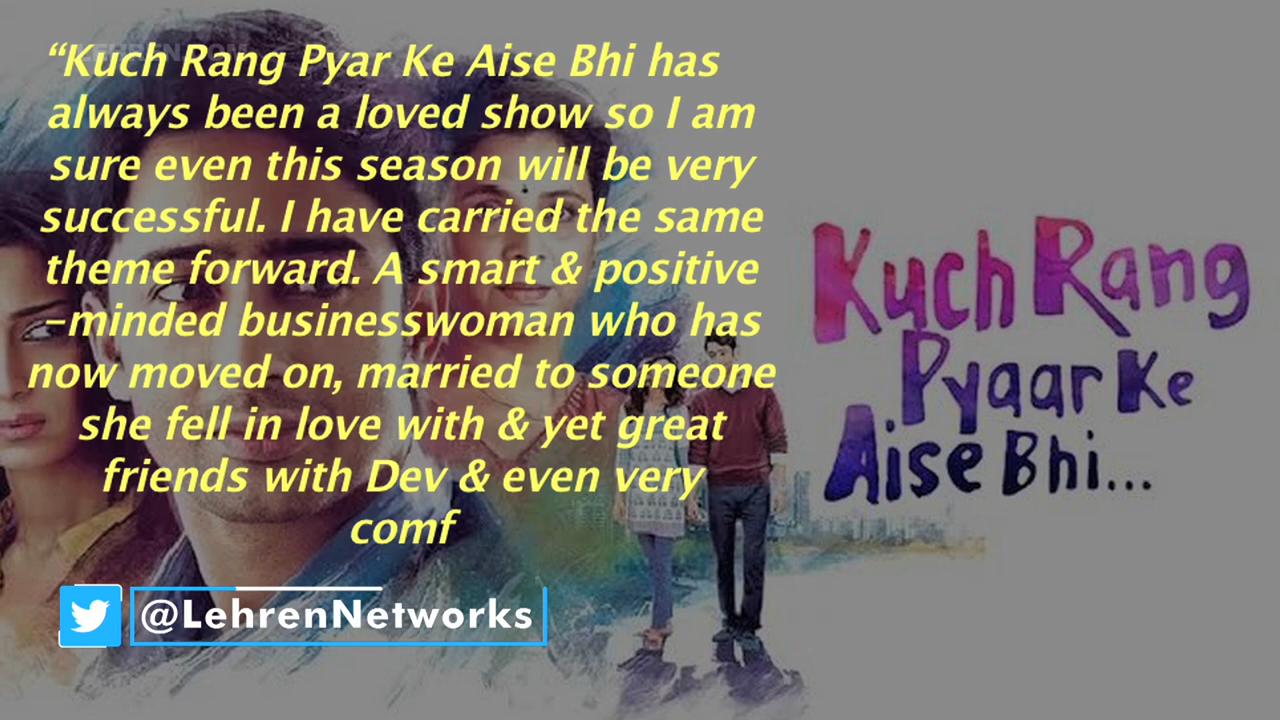 “Kuch Rang Pyar Ke Aise Bhi has
always been a loved show so I am
sure even this season will be very
successful. I have carried the same
theme forward. A smart & positive
–minded businesswoman who has
now moved on, married to someone
she fell in love with & yet great
friends with Dev & even very
comf
@LehrenNetworks
Kuch Rang
Pyaar Ke
Aise Bhi...